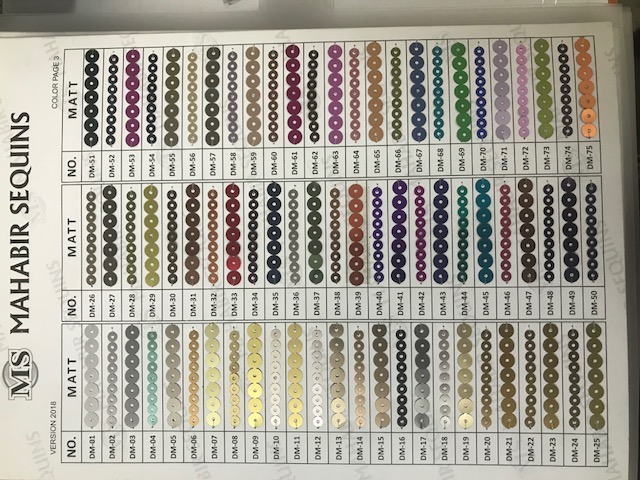 MS MAHABIR SEQUINS
VERSION 2018 COLOR PAGE 3
NO. MATT NO. MATT NO. MATT
DM-01 DM-26 DM-51
DM-02 DM-27 DM-52
DM-03 DM-28 DM-53
DM-04 DM-29 DM-54
DM-05 DM-30 DM-55
DM-06 DM-31 DM-56
DM-07 DM-32 DM-57
DM-08 DM-33 DM-58
DM-09 DM-34 DM-59
DM-10 DM-35 DM-60
DM-11 DM-36 DM-61
DM-12 DM-37 DM-62
DM-13 DM-38 DM-63
DM-14 DM-39 DM-64
DM-15 DM-40 DM-65
DM-16 DM-41 DM-66
DM-17 DM-42 DM-67
DM-18 DM-43 DM-68
DM-19 DM-44 DM-69
DM-20 DM-45 DM-70
DM-21 DM-46 DM-71
DM-22 DM-47 DM-72
DM-23 DM-48 DM-73
DM-24 DM-49 DM-74
DM-25 DM-50 DM-75